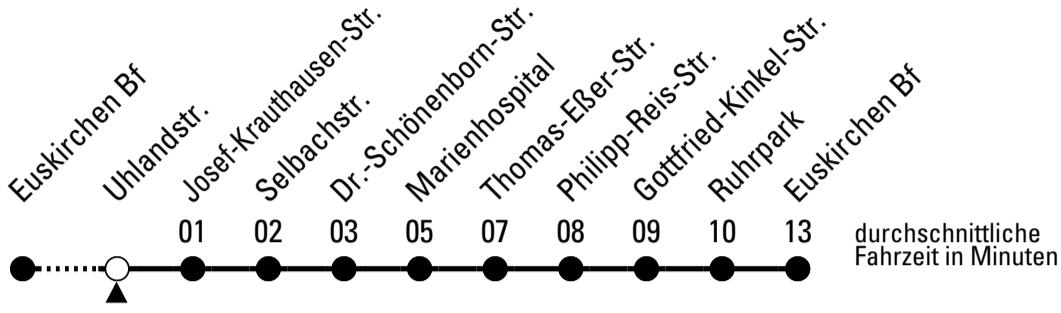 Euskirchen Bf
Uhlandstr.
Josef-Krauthausen-Str.
Selbachstr.
Dr.-Schönenborn-Str.
Marienhospital
Thomas-Eßer-Str.
Philipp-Reis-Str.
Gottfried-Kinkel-Str.
Ruhrpark
Euskirchen Bf
01 02 03 05 07 08 09 10 13
durchschnittliche
Fahrzeit in Minuten